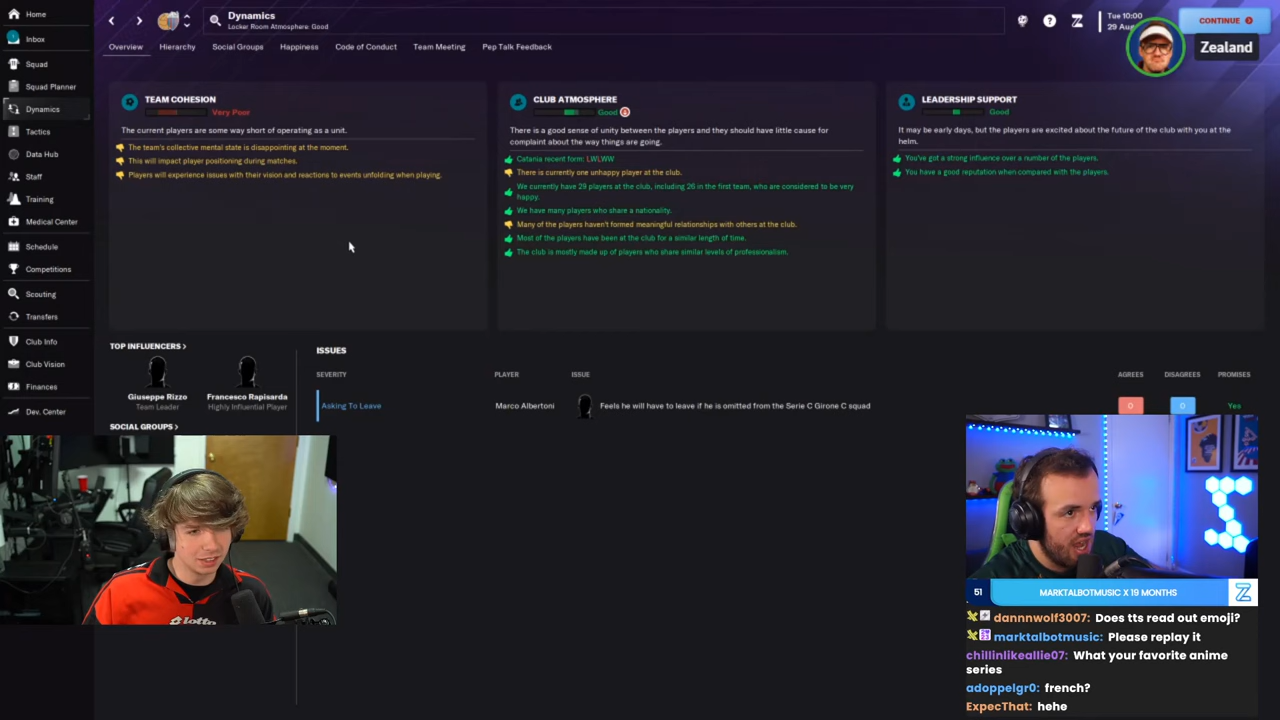 Home
Inbox
Squad
Squad Planner
Dynamics
Tactics
Data Hub
Staff
Training
Medical Center
Schedule
Competitions
Scouting
Transfers
Club Info
Club Vision
Finances
Dev. Center
Dynamics
Locker Room Atmosphere: Good
Tue 10:00
29 Aug
CONTINUE
Zealand
Overview
Hierarchy
Social Groups
Happiness
Code of Conduct
Team Meeting
Pep Talk Feedback
TEAM COHESION
Very Poor
The current players are some way short of operating as a unit.
The team's collective mental state is disappointing at the moment.
This will impact player positioning during matches.
Players will experience issues with their vision and reactions to events unfolding when playing.
CLUB ATMOSPHERE
Good
There is a good sense of unity between the players and they should have little cause for
complaint about the way things are going.
Catania recent form: LWLWW
There is currently one unhappy player at the club.
We currently have 29 players at the club, including 26 in the first team, who are considered to be very
happy.
We have many players who share a nationality.
Many of the players haven't formed meaningful relationships with others at the club.
Most of the players have been at the club for a similar length of time.
The club is mostly made up of players who share similar levels of professionalism.
LEADERSHIP SUPPORT
Good
It may be early days, but the players are excited about the future of the club with you at the
helm.
You've got a strong influence over a number of the players.
You have a good reputation when compared with the players.
TOP INFLUENCERS >
Giuseppe Rizzo
Team Leader
Francesco Rapisarda
Highly Influential Player
SOCIAL GROUPS >
ISSUES
SEVERITY PLAYER ISSUE AGREES DISAGREES PROMISES
Asking To Leave Marco Albertoni Feels he will have to leave if he is omitted from the Serie C Girone C squad 0 0 Yes
lotto
51 MARKTALBOTMUSIC X 19 MONTHS Z
dannnwolf3007: Does tts read out emoji?
marktalbotmusic: Please replay it
chillinlikeallie07: What your favorite anime
series
adoppelgr0: french?
ExpecThat: hehe